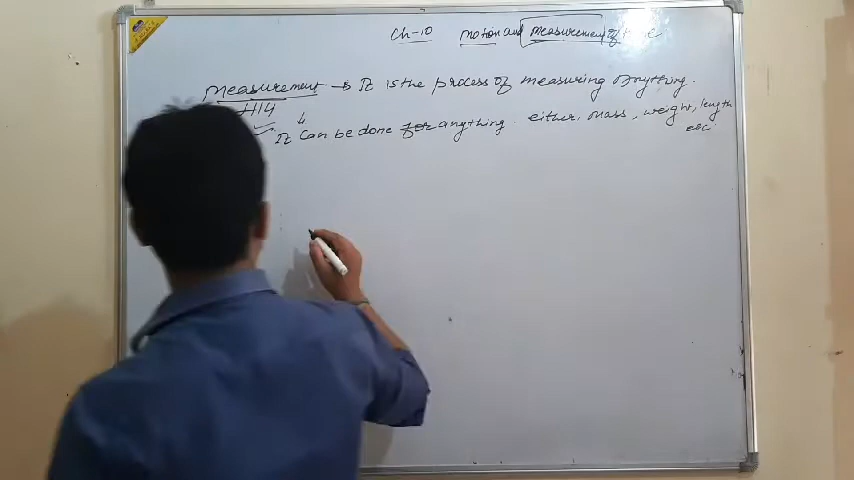 Ch-10 Motion and Measurement of
Measurement → It is the process of measuring anything.
It can be done for anything. either, mass, weight, length
etc.